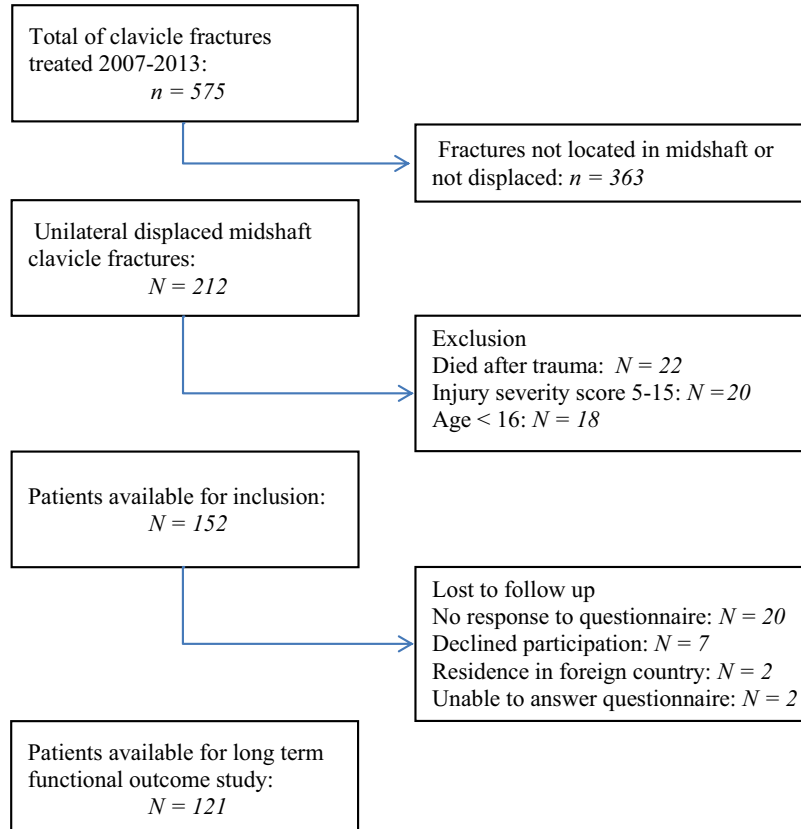 Total of clavicle fractures
treated 2007-2013:
n = 575
Fractures not located in midshaft or
not displaced: n = 363
Unilateral displaced midshaft
clavicle fractures:
N = 212
Exclusion
Died after trauma: N = 22
Injury severity score 5-15: N =20
Age < 16: N = 18
Patients available for inclusion:
N = 152
Lost to follow up
No response to questionnaire: N = 20
Declined participation: N = 7
Residence in foreign country: N = 2
Unable to answer questionnaire: N = 2
Patients available for long term
functional outcome study:
N = 121